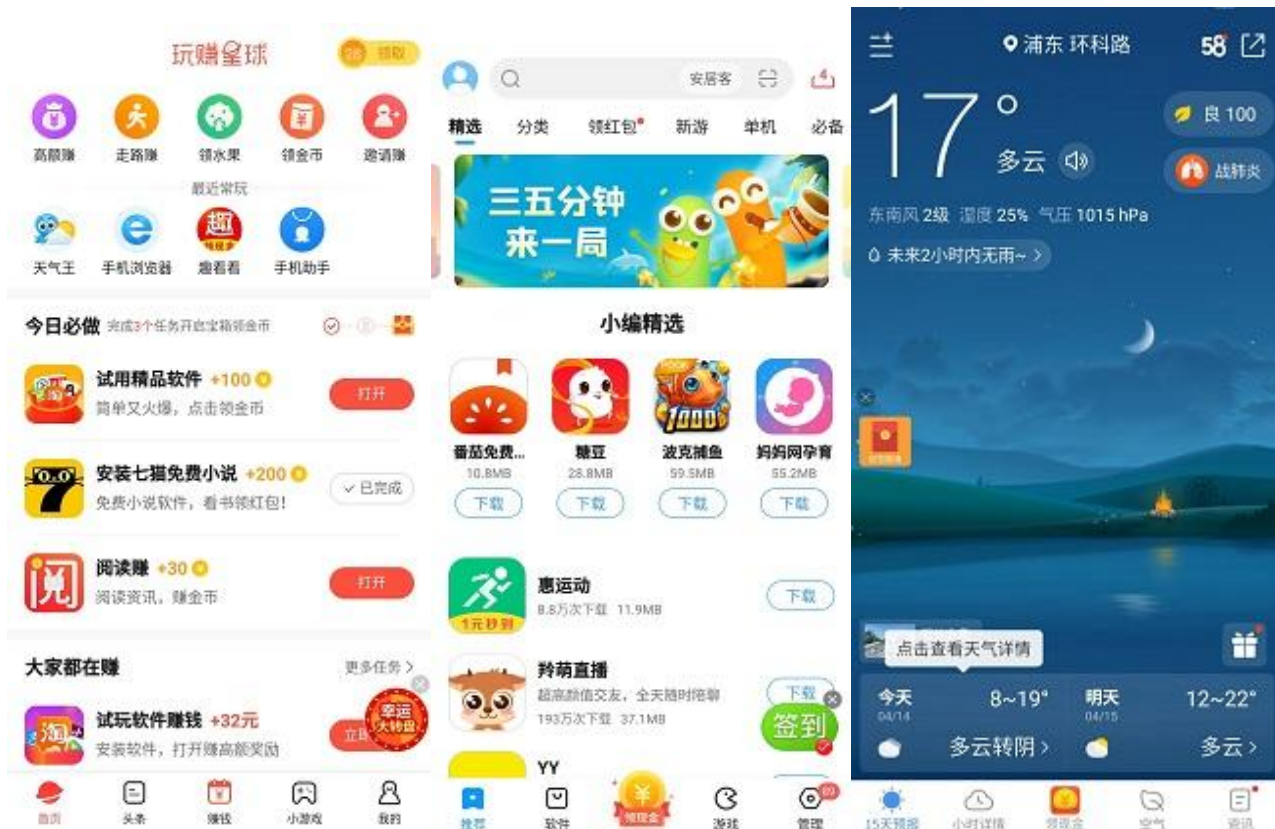 玩赚星球
领取
高额赚 走路赚 领水果 领金币 邀请赚
最近常玩
天气王 手机浏览器 趣看看 手机助手
今日必做 完成3个任务开启宝箱领金币
试用精品软件 +100
简单又火爆，点击领金币
打开
安装七猫免费小说 +200
免费小说软件，看书领红包！
已完成
阅读赚 +30
阅读资讯，赚金币
打开
大家都在赚
更多任务
试玩软件赚钱 +32元
安装软件，打开赚高额奖励
幸运
大转盘
首页 头条 赚钱 小游戏 我的
安居客
4
精选 分类 领红包 新游 单机 必备
三五分钟
来一局
小编精选
番茄免费... 糖豆 波克捕鱼 妈妈网孕育
10.8MB 28.8MB 59.5MB 55.2MB
下载 下载 下载 下载
惠运动
8.8万次下载 11.9MB
下载
1元秒到
羚萌直播
超高颜值交友，全天随时陪聊
193万次下载 37.1MB
下载
签到
YY
推荐 软件 领现金 游戏 管理
89
浦东 环科路
58
17°
多云
良 100
战肺炎
东南风 2级 湿度 25% 气压 1015 hPa
未来2小时内无雨~
点击查看天气详情
今天 8~19° 明天 12~22°
04/14 04/15
多云转阴 多云
15天预报 小时详情 领现金 空气 资讯